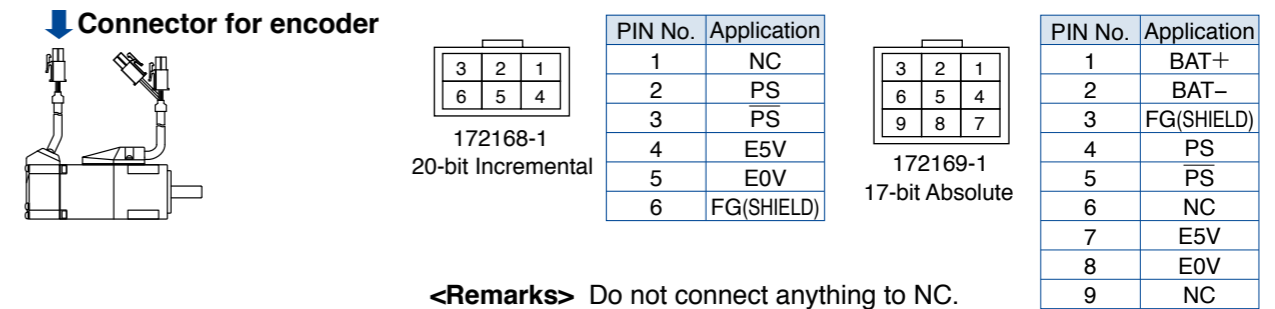 Connector for encoder
3 2 1
6 5 4
172168-1
20-bit Incremental
PIN No. Application
1 NC
2 PS
3 P̅S̅
4 E5V
5 E0V
6 FG(SHIELD)
3 2 1
6 5 4
9 8 7
172169-1
17-bit Absolute
PIN No. Application
1 BAT+
2 BAT−
3 FG(SHIELD)
4 PS
5 P̅S̅
6 NC
7 E5V
8 E0V
9 NC
<Remarks> Do not connect anything to NC.